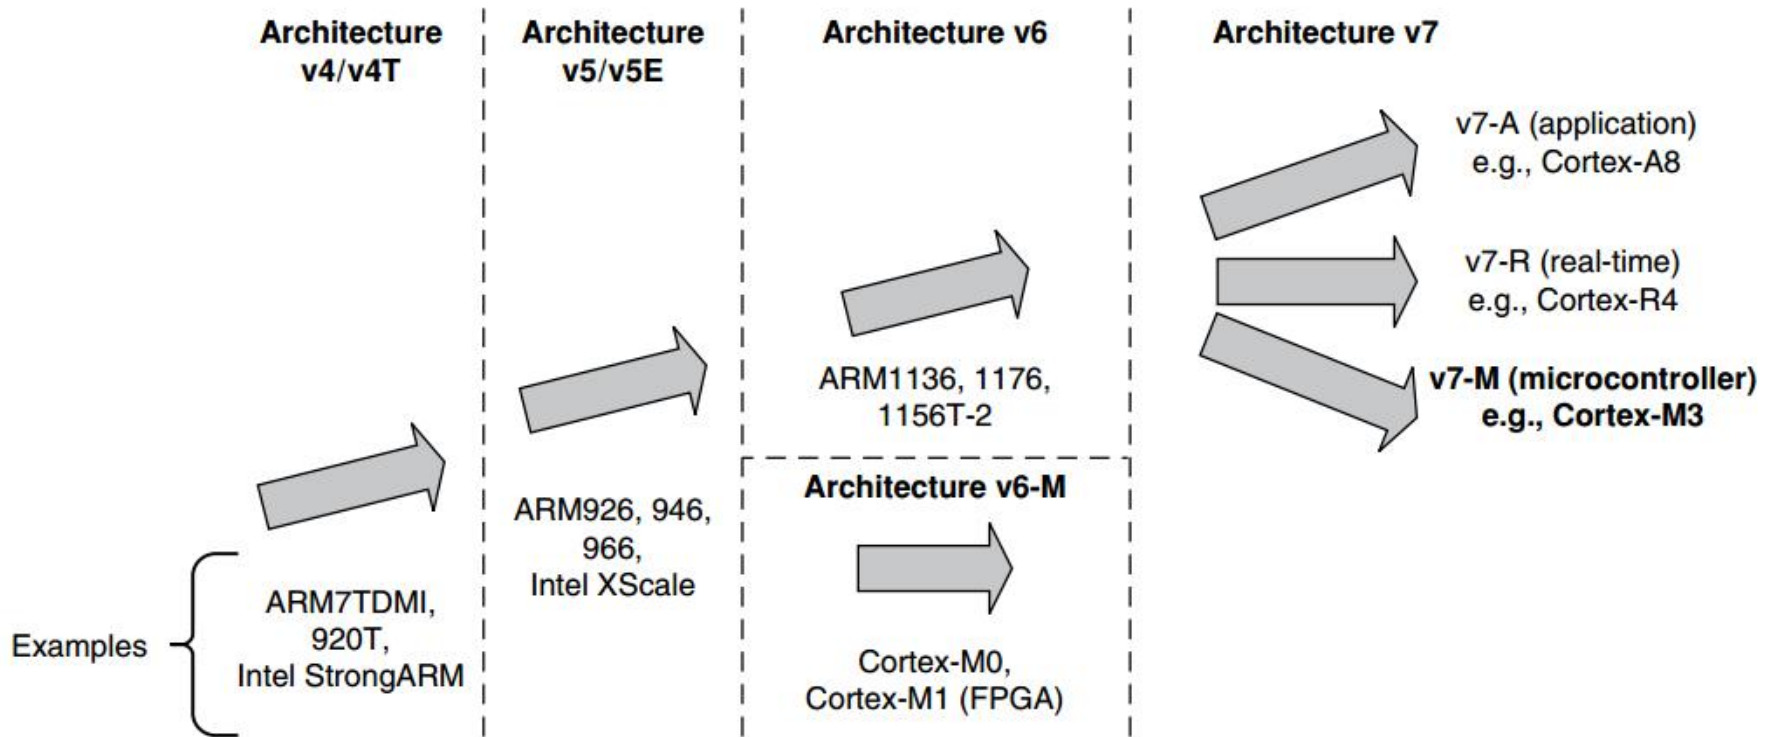 Architecture
v4/v4T
Architecture
v5/v5E
Architecture v6
Architecture v7
v7-A (application)
e.g., Cortex-A8
v7-R (real-time)
e.g., Cortex-R4
v7-M (microcontroller)
e.g., Cortex-M3
ARM1136, 1176,
1156T-2
Architecture v6-M
ARM926, 946,
966,
Intel XScale
Examples
ARM7TDMI,
920T,
Intel StrongARM
Cortex-M0,
Cortex-M1 (FPGA)